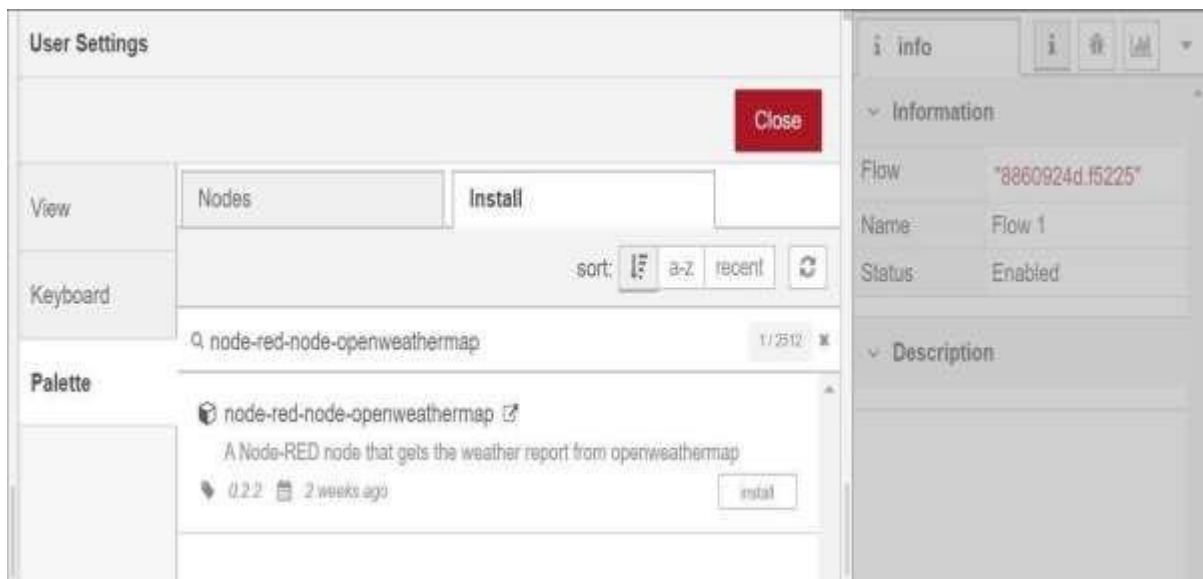 User Settings
Close
View
Keyboard
Palette
Nodes
Install
sort:
a-z
recent
node-red-node-openweathermap
1 / 2512
node-red-node-openweathermap
A Node-RED node that gets the weather report from openweathermap
0.2.2
2 weeks ago
install
i info
i
Information
Flow "8860924d.f5225"
Name Flow 1
Status Enabled
Description